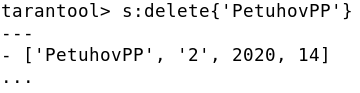 tarantool> s:delete{'PetuhovPP'}
---
- ['PetuhovPP', '2', 2020, 14]
...